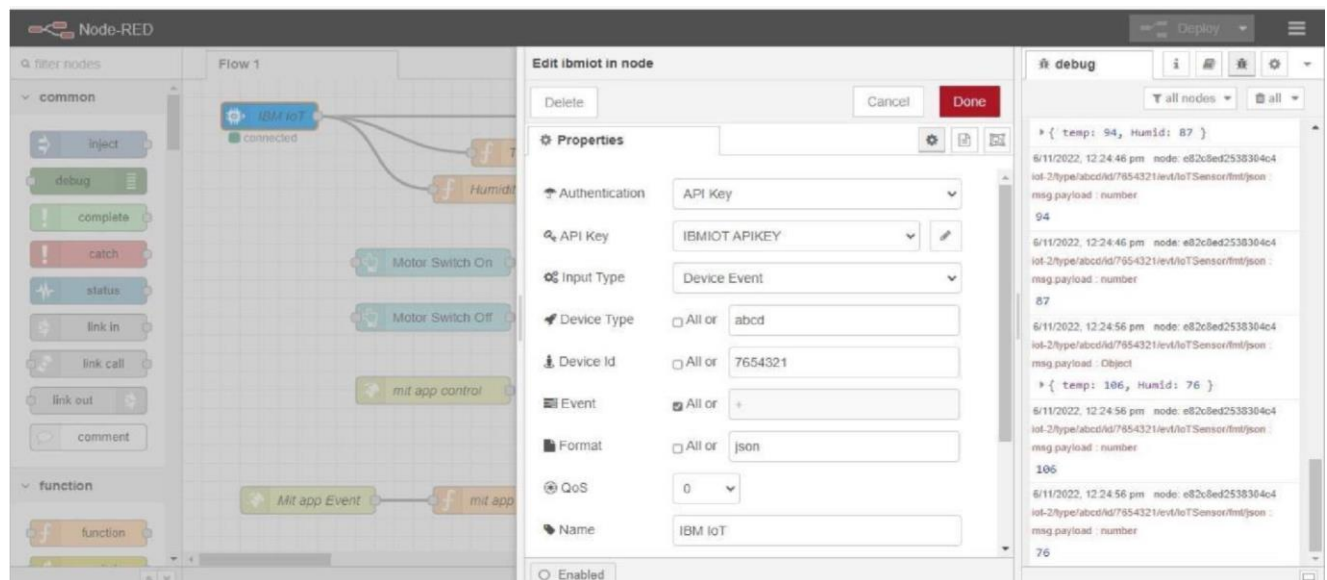 Node-RED
Deploy
filter nodes
common
inject
debug
complete
catch
status
link in
link call
link out
comment
function
function
Flow 1
IBM IoT
connected
Humidit
Motor Switch On
Motor Switch Off
mit app control
Mit app Event
mit app
Edit ibmiot in node
Delete
Cancel
Done
Properties
Authentication
API Key
API Key
IBMIOT APIKEY
Input Type
Device Event
Device Type
All or
abcd
Device Id
All or
7654321
Event
All or
+
Format
All or
json
QoS
0
Name
IBM IoT
Enabled
debug
i
all nodes
all
{ temp: 94, Humid: 87 }
6/11/2022, 12:24:46 pm node: e82c8ed2538304c4
iot-2/type/abcd/id/7654321/evt/IoTSensor/fmt/json :
msg.payload : number
94
6/11/2022, 12:24:46 pm node: e82c8ed2538304c4
iot-2/type/abcd/id/7654321/evt/IoTSensor/fmt/json :
msg.payload : number
87
6/11/2022, 12:24:56 pm node: e82c8ed2538304c4
iot-2/type/abcd/id/7654321/evt/IoTSensor/fmt/json :
msg.payload : Object
{ temp: 106, Humid: 76 }
6/11/2022, 12:24:56 pm node: e82c8ed2538304c4
iot-2/type/abcd/id/7654321/evt/IoTSensor/fmt/json :
msg.payload : number
106
6/11/2022, 12:24:56 pm node: e82c8ed2538304c4
iot-2/type/abcd/id/7654321/evt/IoTSensor/fmt/json :
msg.payload : number
76